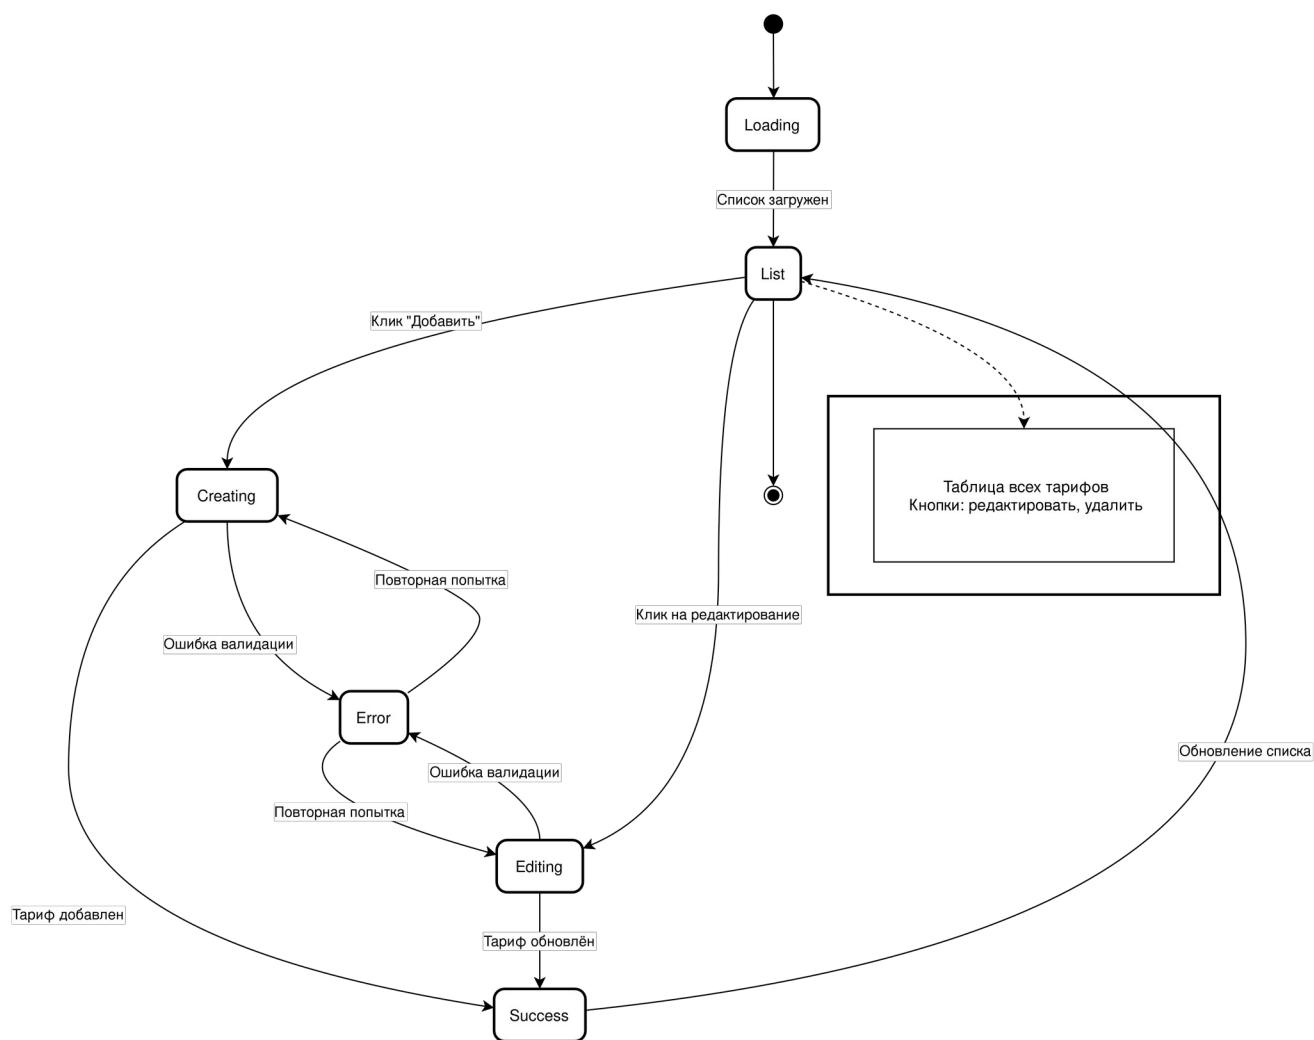 Loading
Список загружен
List
Клик "Добавить"
Таблица всех тарифов
Кнопки: редактировать, удалить
Creating
Повторная попытка
Клик на редактирование
Ошибка валидации
Error
Обновление списка
Ошибка валидации
Повторная попытка
Editing
Тариф добавлен
Тариф обновлён
Success